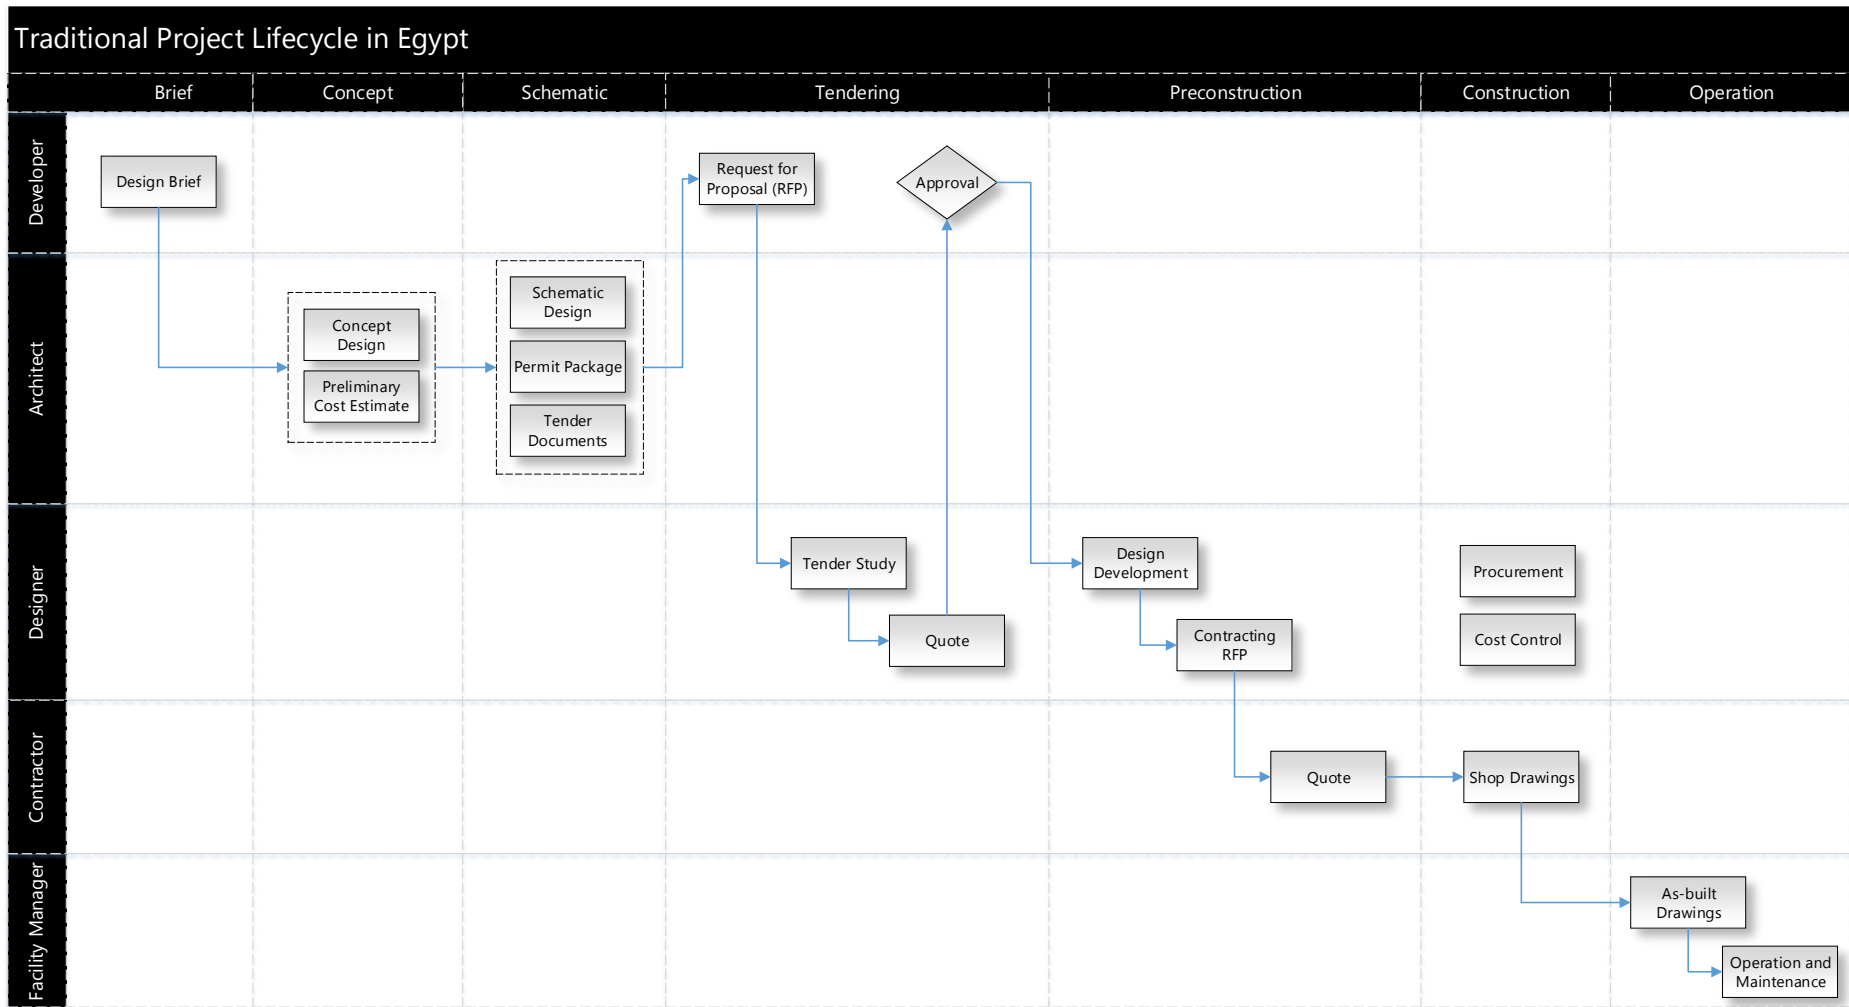 Traditional Project Lifecycle in Egypt
Brief
Concept
Schematic
Tendering
Preconstruction
Construction
Operation
Developer
Design Brief
Request for
Proposal (RFP)
Approval
Architect
Concept
Design
Preliminary
Cost Estimate
Schematic
Design
Permit Package
Tender
Documents
Designer
Tender Study
Quote
Design
Development
Contracting
RFP
Procurement
Cost Control
Contractor
Quote
Shop Drawings
Facility Manager
As-built
Drawings
Operation and
Maintenance